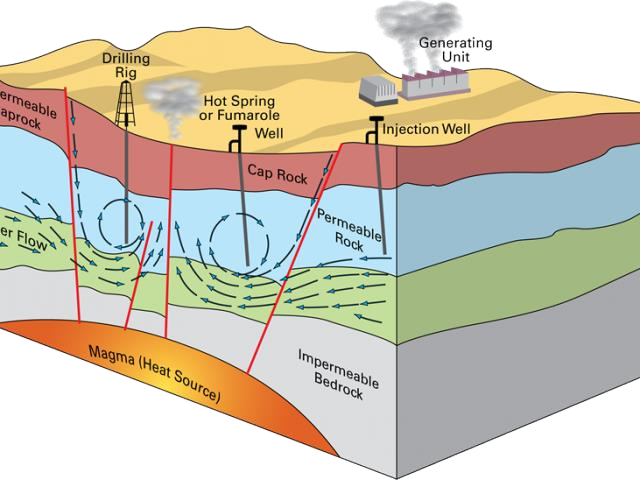 Generating
Unit
Drilling
Rig
Hot Spring
or Fumarole
Well
Injection Well
ermeable
aprock
Cap Rock
Permeable
Rock
er Flow
Magma (Heat Source)
Impermeable
Bedrock